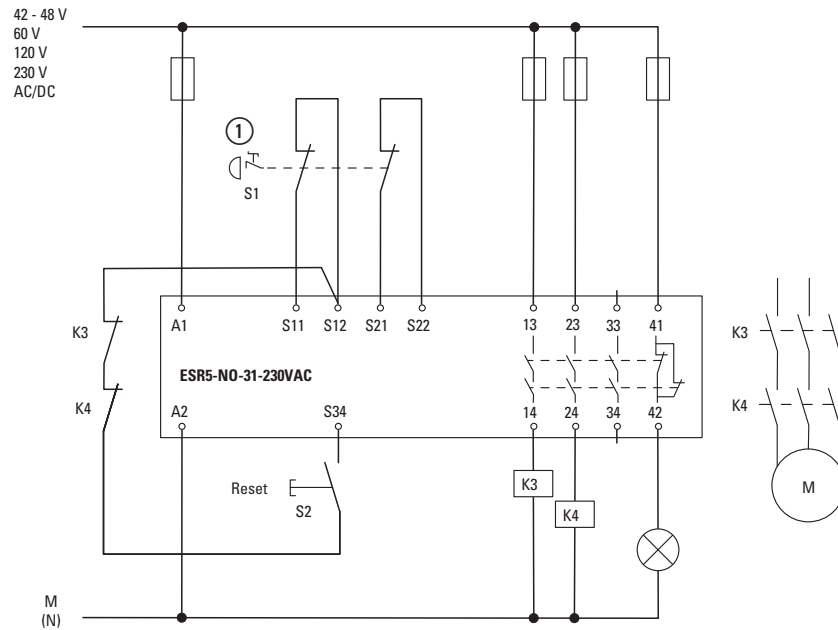 42 - 48 V
60 V
120 V
230 V
AC/DC
1
S1
A1
S11
S12
S21
S22
13
23
33
41
K3
K3
ESR5-NO-31-230VAC
K4
K4
A2
S34
14
24
34
42
Reset
S2
K3
K4
M
M
(N)